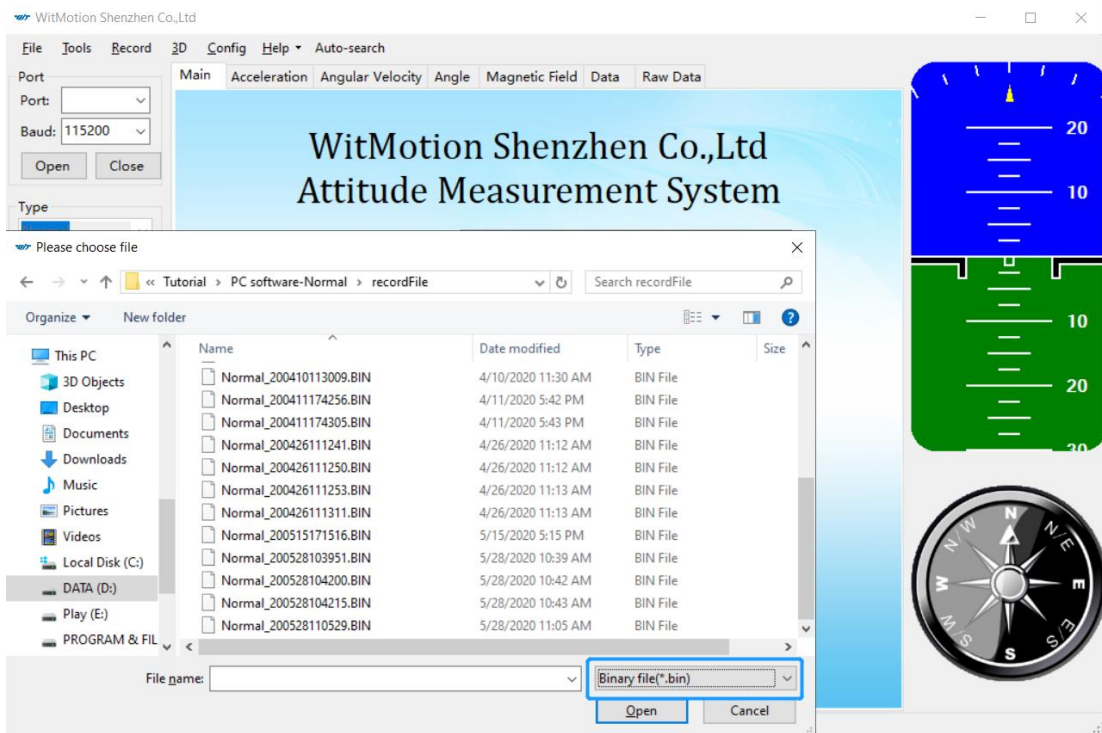 WitMotion Shenzhen Co.,Ltd
File Tools Record 3D Config Help Auto-search
Port
Port:
Baud: 115200
Open Close
Type
Main Acceleration Angular Velocity Angle Magnetic Field Data Raw Data
WitMotion Shenzhen Co.,Ltd
Attitude Measurement System
Please choose file
« Tutorial > PC software-Normal > recordFile
Search recordFile
Organize New folder
This PC
3D Objects
Desktop
Documents
Downloads
Music
Pictures
Videos
Local Disk (C:)
DATA (D:)
Play (E:)
PROGRAM & FIL
Name Date modified Type Size
Normal_200410113009.BIN 4/10/2020 11:30 AM BIN File
Normal_200411174256.BIN 4/11/2020 5:42 PM BIN File
Normal_200411174305.BIN 4/11/2020 5:43 PM BIN File
Normal_200426111241.BIN 4/26/2020 11:12 AM BIN File
Normal_200426111250.BIN 4/26/2020 11:12 AM BIN File
Normal_200426111253.BIN 4/26/2020 11:13 AM BIN File
Normal_200426111311.BIN 4/26/2020 11:13 AM BIN File
Normal_200515171516.BIN 5/15/2020 5:15 PM BIN File
Normal_200528103951.BIN 5/28/2020 10:39 AM BIN File
Normal_200528104200.BIN 5/28/2020 10:42 AM BIN File
Normal_200528104215.BIN 5/28/2020 10:43 AM BIN File
Normal_200528110529.BIN 5/28/2020 11:05 AM BIN File
File name: Binary file(*.bin)
Open Cancel
20
10
10
20
30
N
N/W N/E
W E
W/S E/S
S